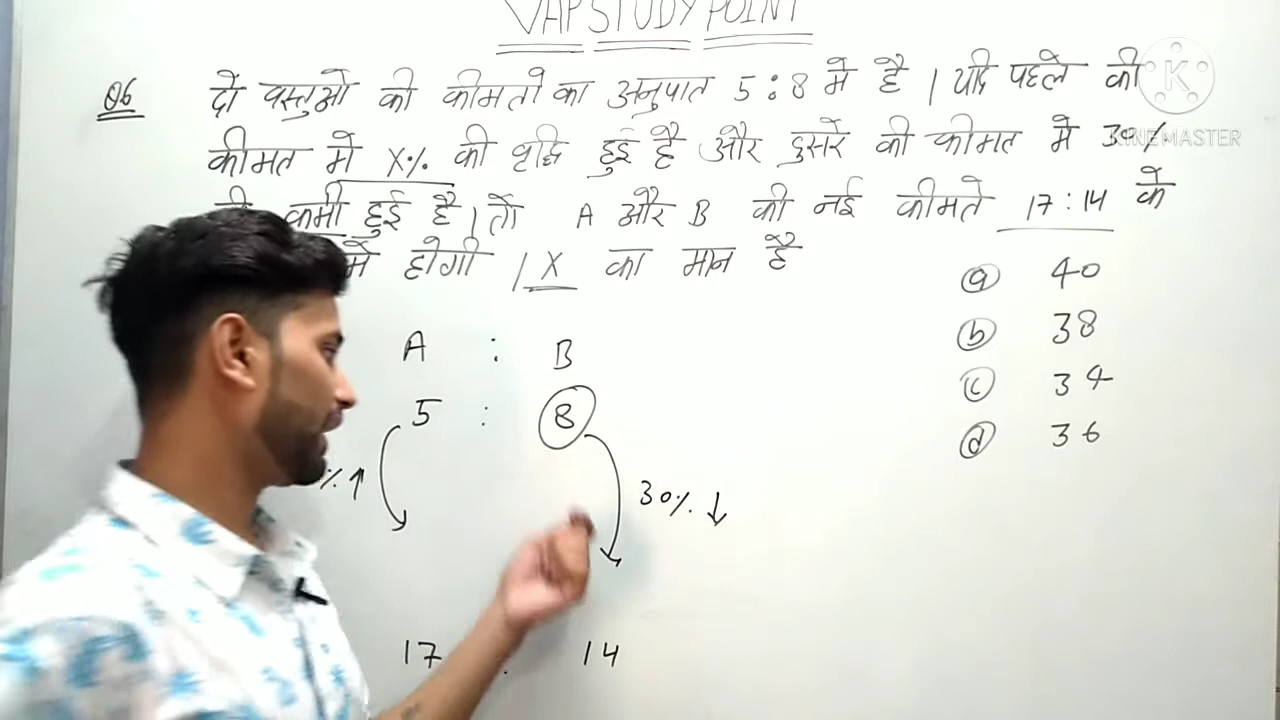 VAP STUDY POINT
Q6 दो वस्तुओ की कीमतो का अनुपात 5:8 मे है । यदि पहले की
कीमत मे X% की वृद्धि हुई है और दुसरे की कीमत मे 30%
कमी हुई है । तो A और B की नई कीमते 17:14 के
मे होगी । X का मान है
(a) 40
(b) 38
(c) 34
(d) 36
A : B
5 : 8
% ↑ 30% ↓
17 : 14
K
KINEMASTER